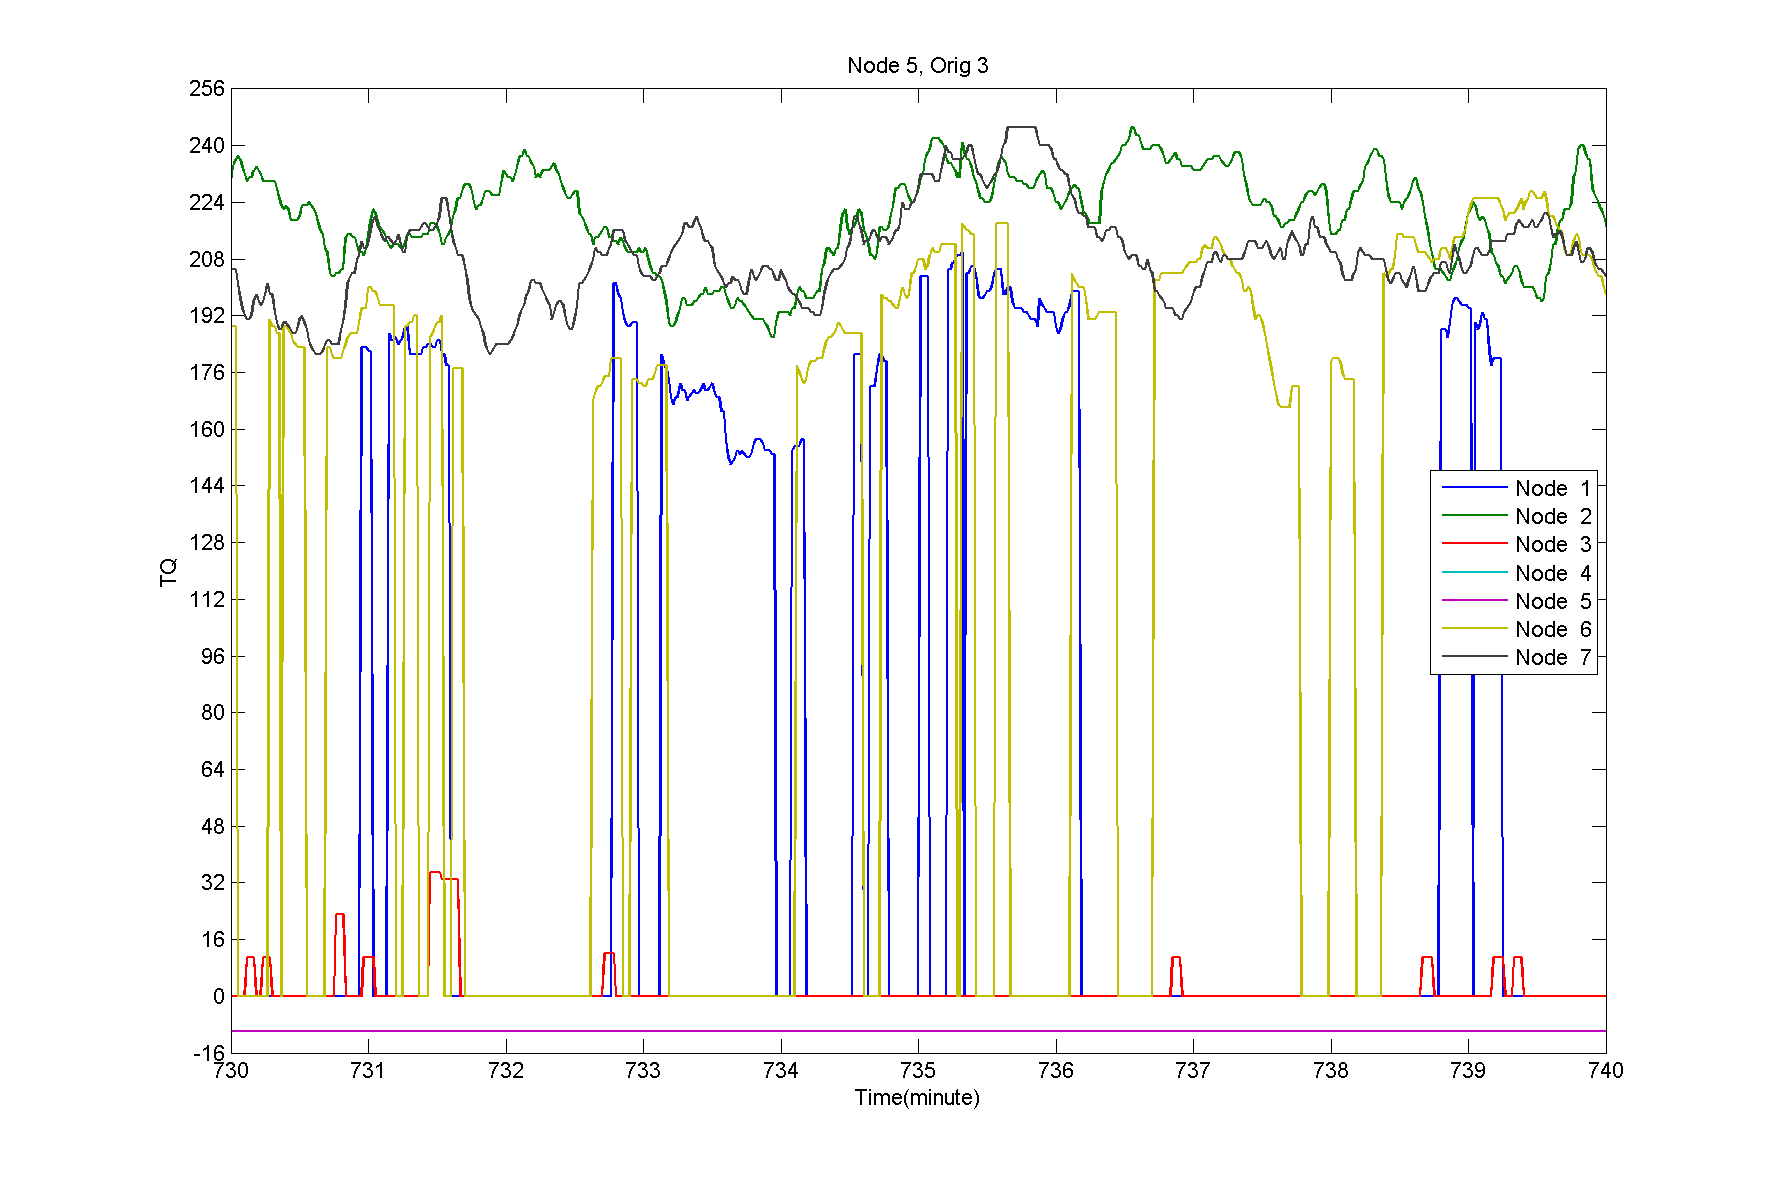 Node 5, Orig 3
256
240
224
208
192
176
160
144
128
112
96
80
64
48
32
16
0
-16
TQ
Node 1
Node 2
Node 3
Node 4
Node 5
Node 6
Node 7
730 731 732 733 734 735 736 737 738 739 740
Time(minute)